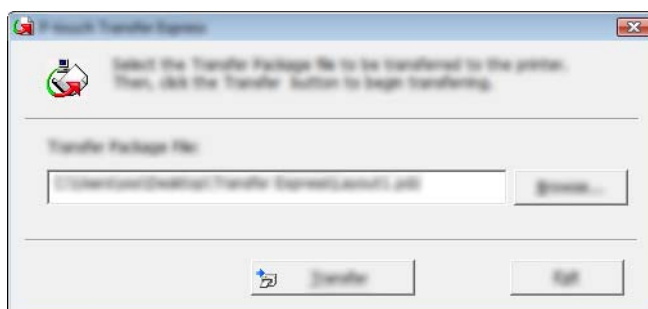 P-touch Transfer Express
Select the Transfer Package file to be transferred to the printer.
Then, click the Transfer button to begin transferring.
Transfer Package File:
Browse...
Transfer
Exit